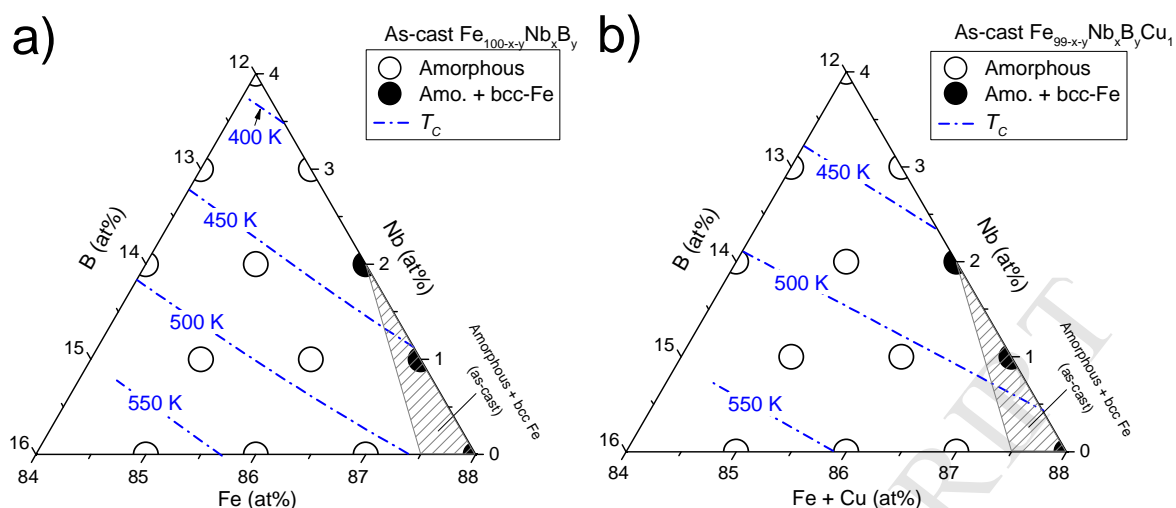 a)
As-cast Fe100-x-yNbxBy
Amorphous
Amo. + bcc-Fe
TC
12
4
400 K
13
3
450 K
B (at%)
Nb (at%)
14
2
500 K
15
1
Amorphous + bcc Fe
(as-cast)
550 K
16
0
84
85
86
87
88
Fe (at%)
b)
As-cast Fe99-x-yNbxByCu1
Amorphous
Amo. + bcc-Fe
TC
12
4
13
450 K
3
B (at%)
Nb (at%)
14
500 K
2
15
1
Amorphous + bcc Fe
(as-cast)
550 K
16
0
84
85
86
87
88
Fe + Cu (at%)
RIPT